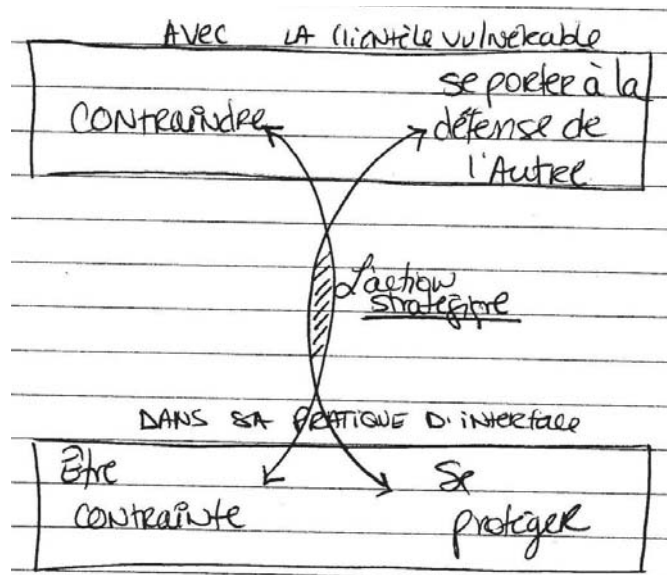 AVEC LA CLIENTÈLE VULNÉRABLE
CONTRAINDRE
se porter à la
défense de
l'Autre
L'action
stratégique
DANS SA PRATIQUE D'INTERFACE
Être
CONTRAINTE
Se
protéger